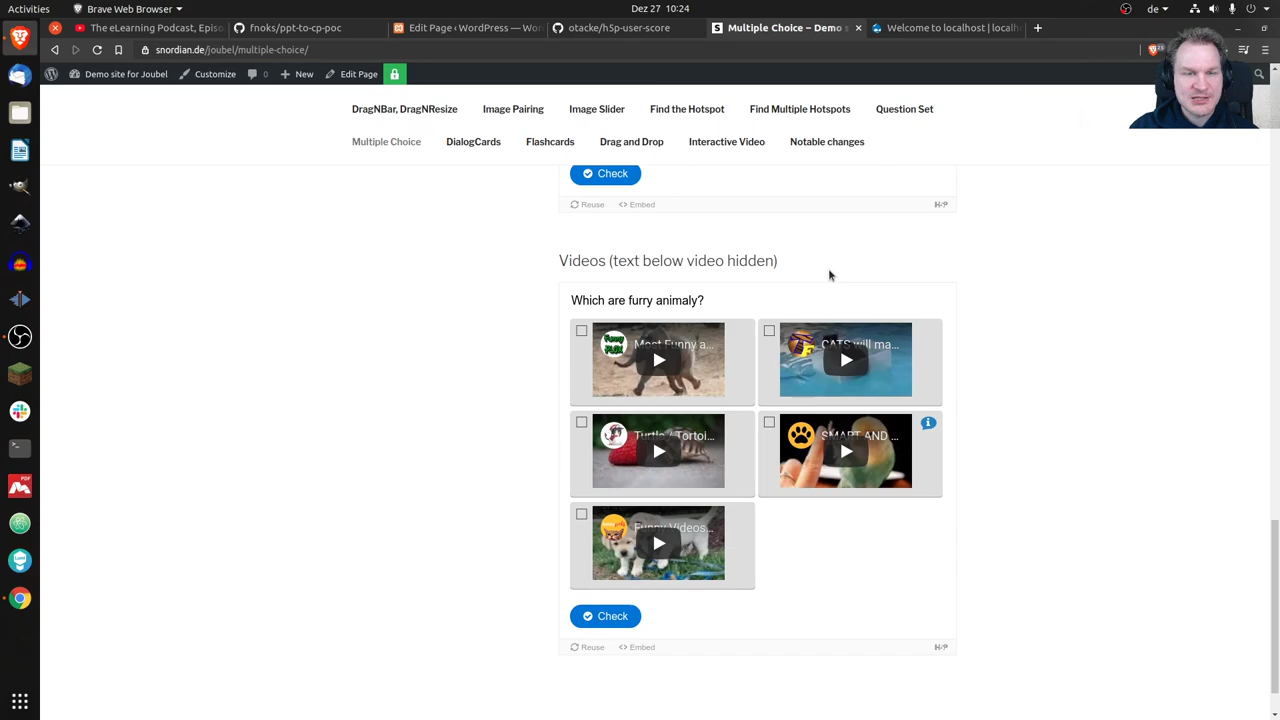 Activities
Brave Web Browser
Dez 27 10:24
de
The eLearning Podcast, Episo
fnoks/ppt-to-cp-poc
Edit Page ‹ WordPress — Wor
otacke/h5p-user-score
Multiple Choice – Demo s
Welcome to localhost | localh
snordian.de/joubel/multiple-choice/
Demo site for Joubel
Customize
0
New
Edit Page
DragNBar, DragNResize
Image Pairing
Image Slider
Find the Hotspot
Find Multiple Hotspots
Question Set
Multiple Choice
DialogCards
Flashcards
Drag and Drop
Interactive Video
Notable changes
Check
Reuse
Embed
H-P
Videos (text below video hidden)
Which are furry animaly?
Most Funny a...
CATS will ma...
Turtle / Tortol...
SMART AND ...
Funny Videos...
Check
Reuse
Embed
H-P
PDF